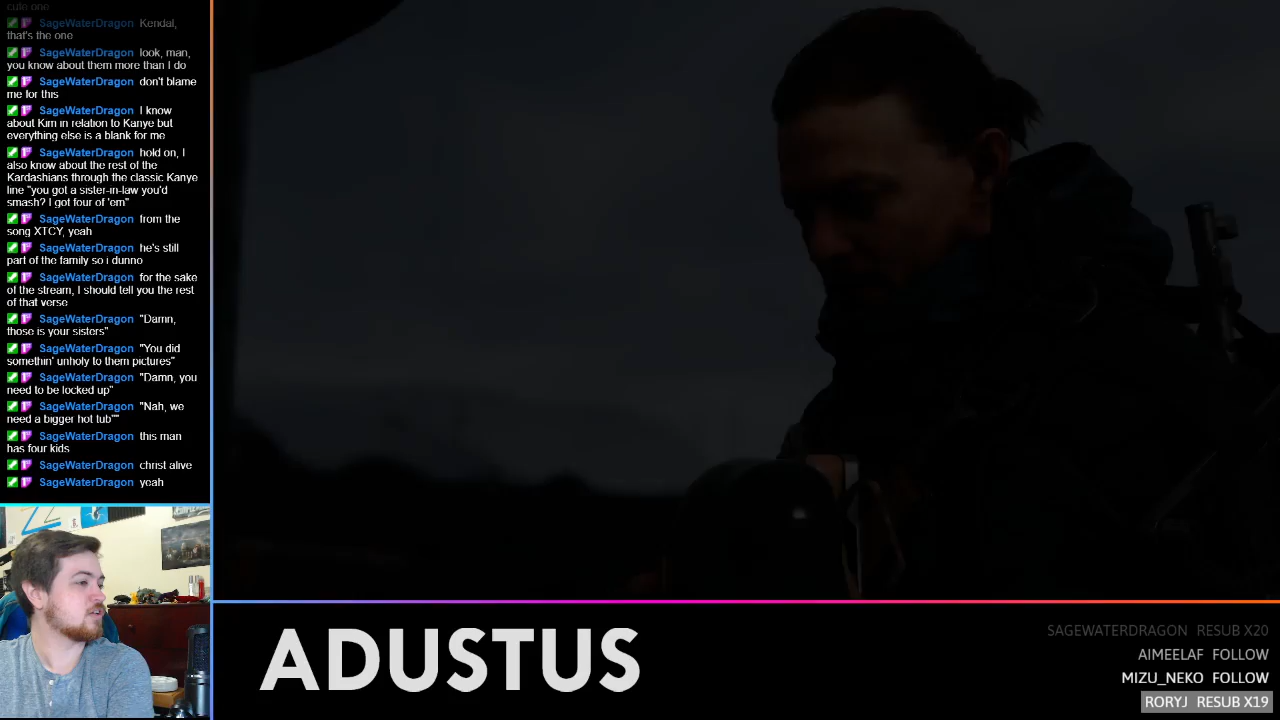 cute one
SageWaterDragon Kendal,
that's the one
SageWaterDragon look, man,
you know about them more than I do
SageWaterDragon don't blame
me for this
SageWaterDragon I know
about Kim in relation to Kanye but
everything else is a blank for me
SageWaterDragon hold on, I
also know about the rest of the
Kardashians through the classic Kanye
line "you got a sister-in-law you'd
smash? I got four of 'em"
SageWaterDragon from the
song XTCY, yeah
SageWaterDragon he's still
part of the family so i dunno
SageWaterDragon for the sake
of the stream, I should tell you the rest
of that verse
SageWaterDragon "Damn,
those is your sisters"
SageWaterDragon "You did
somethin' unholy to them pictures"
SageWaterDragon "Damn, you
need to be locked up"
SageWaterDragon "Nah, we
need a bigger hot tub""
SageWaterDragon this man
has four kids
SageWaterDragon christ alive
SageWaterDragon yeah
ADUSTUS
SAGEWATERDRAGON RESUB X20
AIMEELAF FOLLOW
MIZU_NEKO FOLLOW
RORYJ RESUB X19